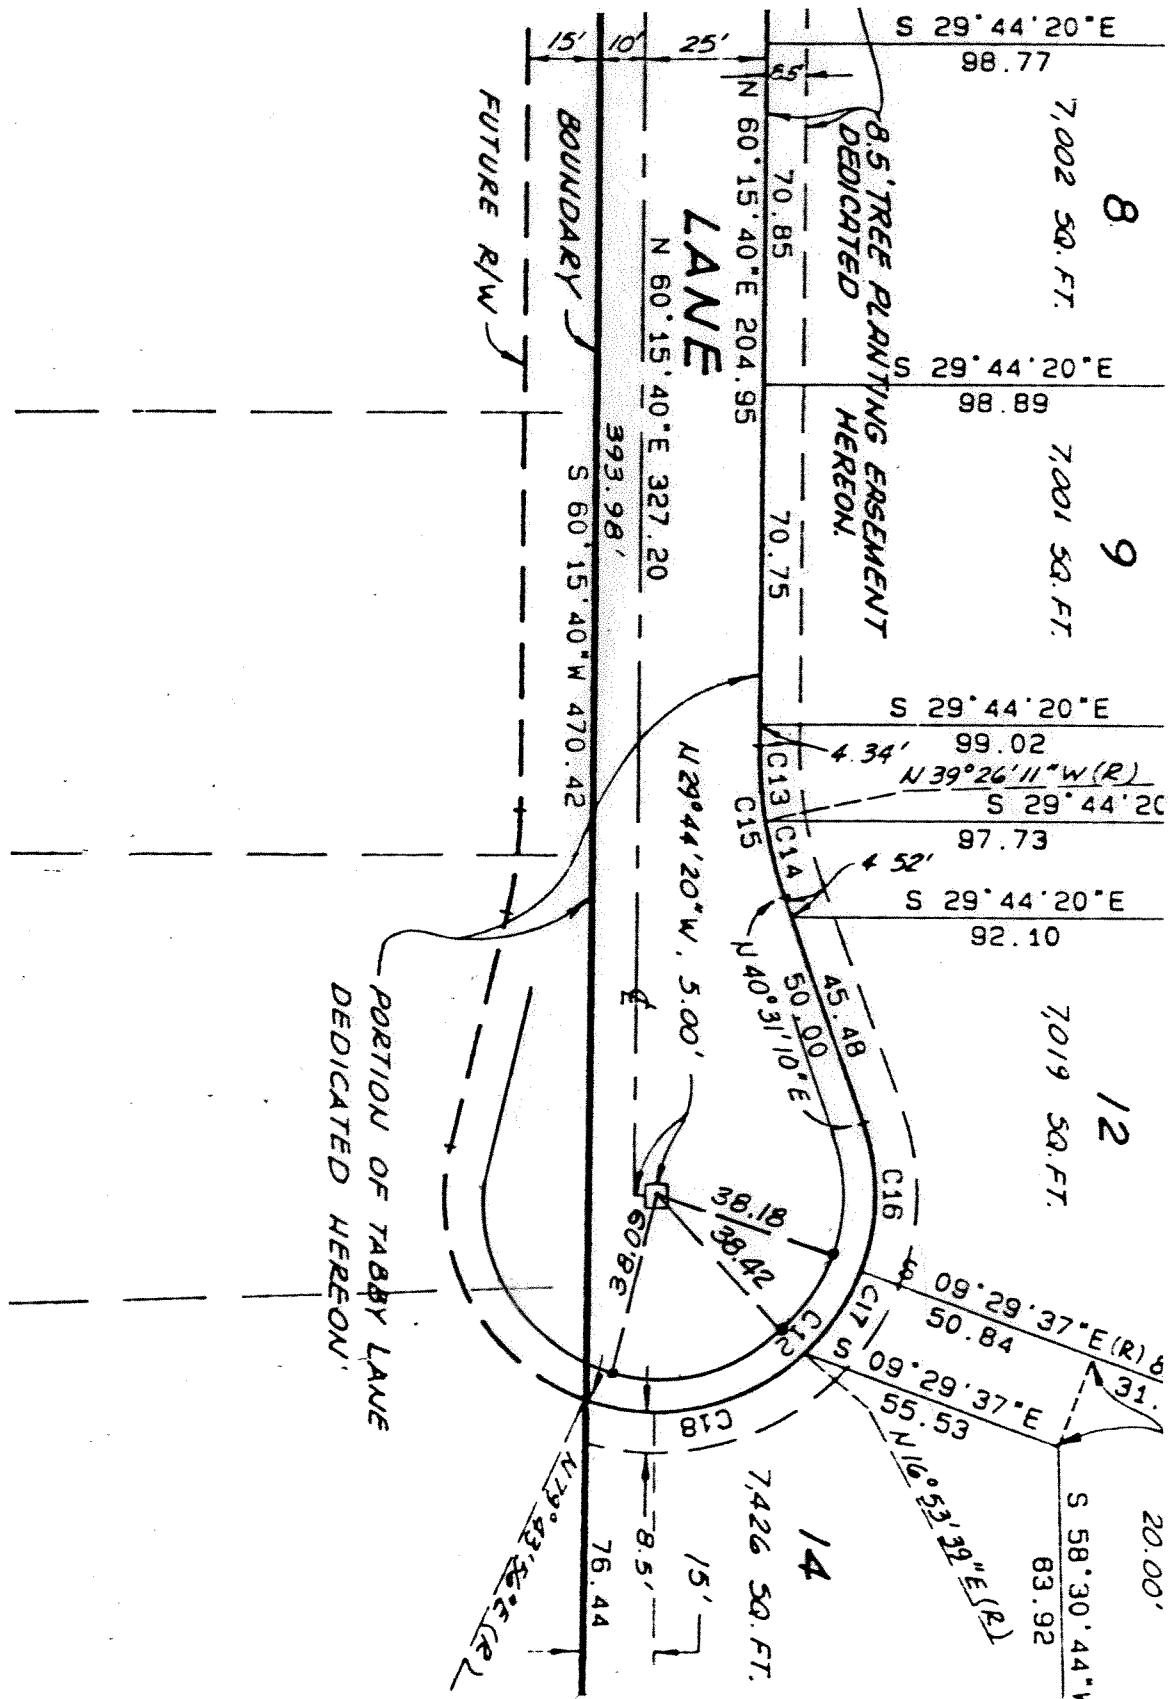 S 29°44'20"E
98.77
15'
10'
25'
8.5'
8
7,002 SQ. FT.
8.5' TREE PLANTING EASEMENT
DEDICATED HEREON.
70.85
N 60°15'40"E 204.95
LANE
N 60°15'40"E 327.20
393.98'
S 60°15'40"W 470.42
BOUNDARY
FUTURE R/W
S 29°44'20"E
98.89
9
7,001 SQ. FT.
70.75
S 29°44'20"E
99.02
4.34'
N 39°26'11"W (R)
C13
C15
S 29°44'20
97.73
C14
4.52'
S 29°44'20"E
92.10
N 29°44'20"W, 5.00'
45.48
50.00
N 40°31'10"E
12
7,019 SQ. FT.
PORTION OF TABBY LANE
DEDICATED HEREON.
C16
38.18
38.42
38.09
C12
C17
S 09°29'37"E (R)
50.84
S 09°29'37"E
55.53
31.
C18
N 16°53'39"E (R)
N 79°43'56"E (R)
76.44
8.5'
15'
14
7,426 SQ. FT.
S 58°30'44"W
83.92
20.00'